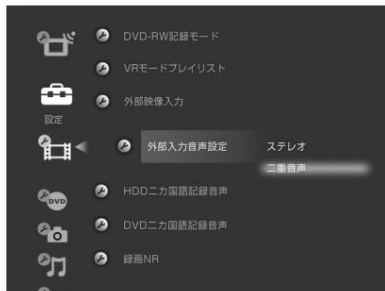 DVD-RW記録モード
VRモードプレイリスト
外部映像入力
設定
外部入力音声設定
ステレオ
二重音声
HDD二カ国語記録音声
DVD
DVD二カ国語記録音声
録画NR